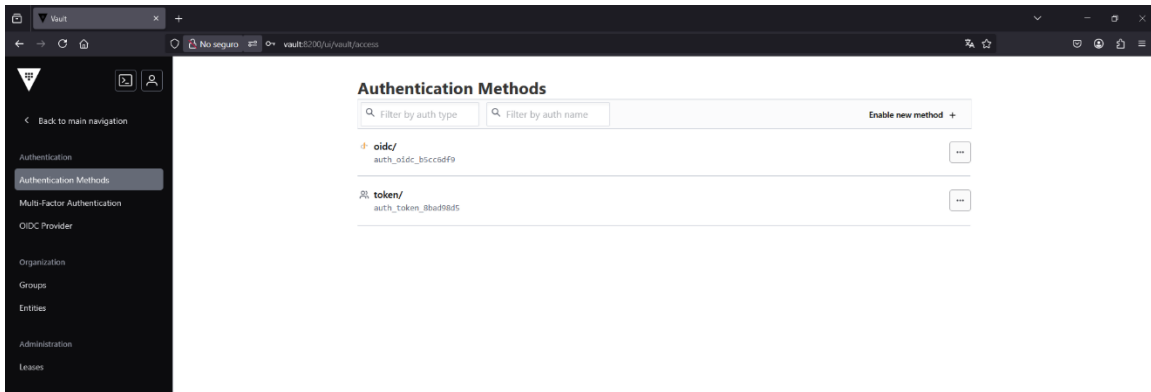 Vault
No seguro vault:8200/ui/vault/access
Back to main navigation
Authentication
Authentication Methods
Multi-Factor Authentication
OIDC Provider
Organization
Groups
Entities
Administration
Leases
Authentication Methods
Filter by auth type Filter by auth name Enable new method +
oidc/
auth_oidc_b5cc6df9
token/
auth_token_8bad98d5